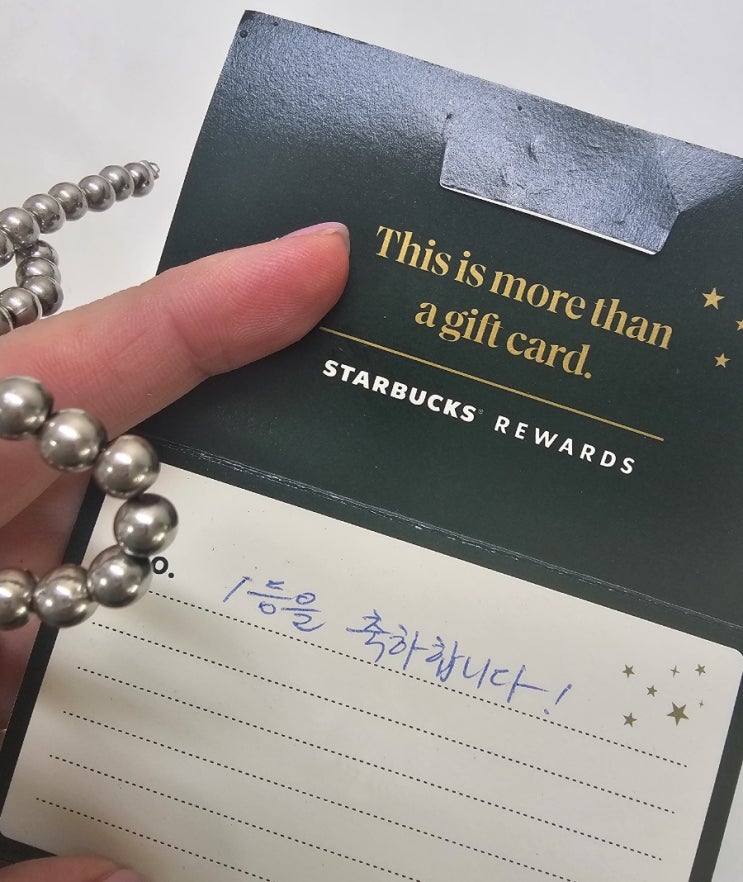 This is more than
a gift card.
STARBUCKS® REWARDS
o.
1등을 축하합니다!